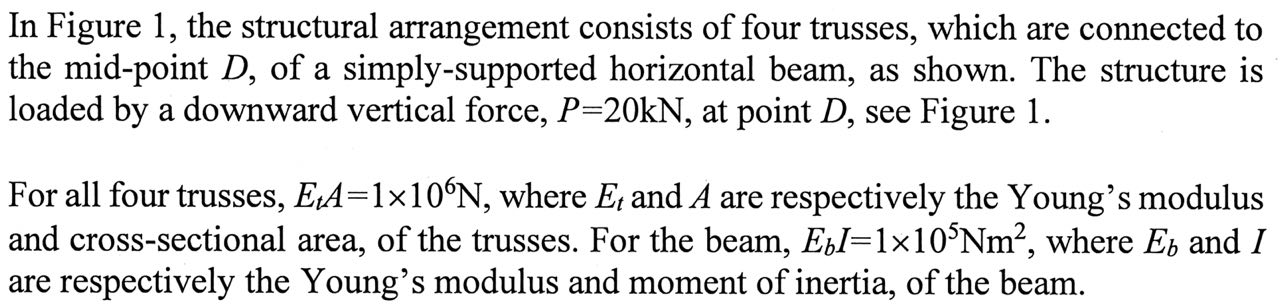 In Figure 1, the structural arrangement consists of four trusses, which are connected to
the mid-point D, of a simply-supported horizontal beam, as shown. The structure is
loaded by a downward vertical force, P=20kN, at point D, see Figure 1.
For all four trusses, EₜA=1×10⁶N, where Eₜ and A are respectively the Young's modulus
and cross-sectional area, of the trusses. For the beam, E_bI=1×10⁵Nm², where E_b and I
are respectively the Young's modulus and moment of inertia, of the beam.